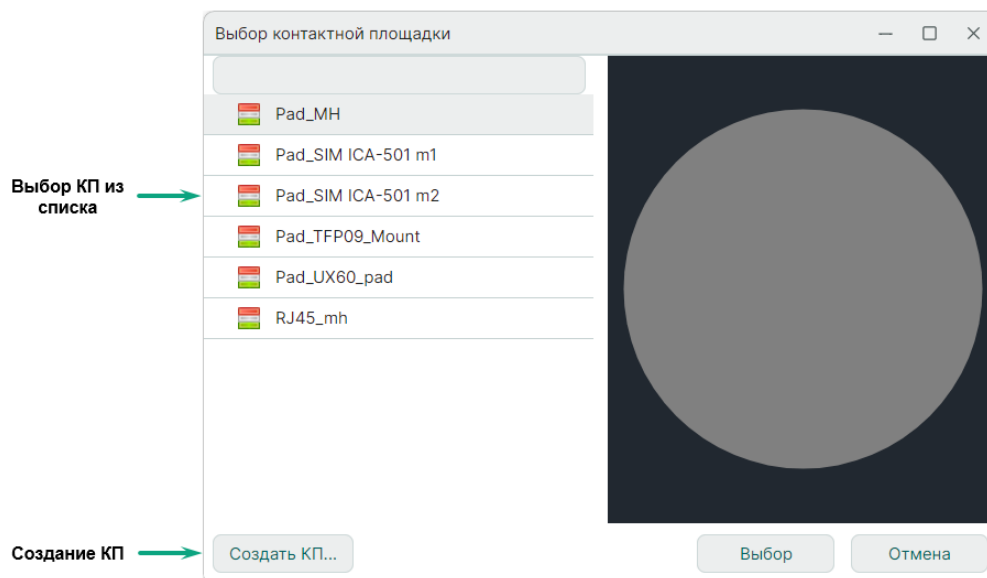 Выбор контактной площадки
Pad_MH
Pad_SIM ICA-501 m1
Pad_SIM ICA-501 m2
Pad_TFP09_Mount
Pad_UX60_pad
RJ45_mh
Выбор КП из
списка
Создание КП
Создать КП...
Выбор
Отмена